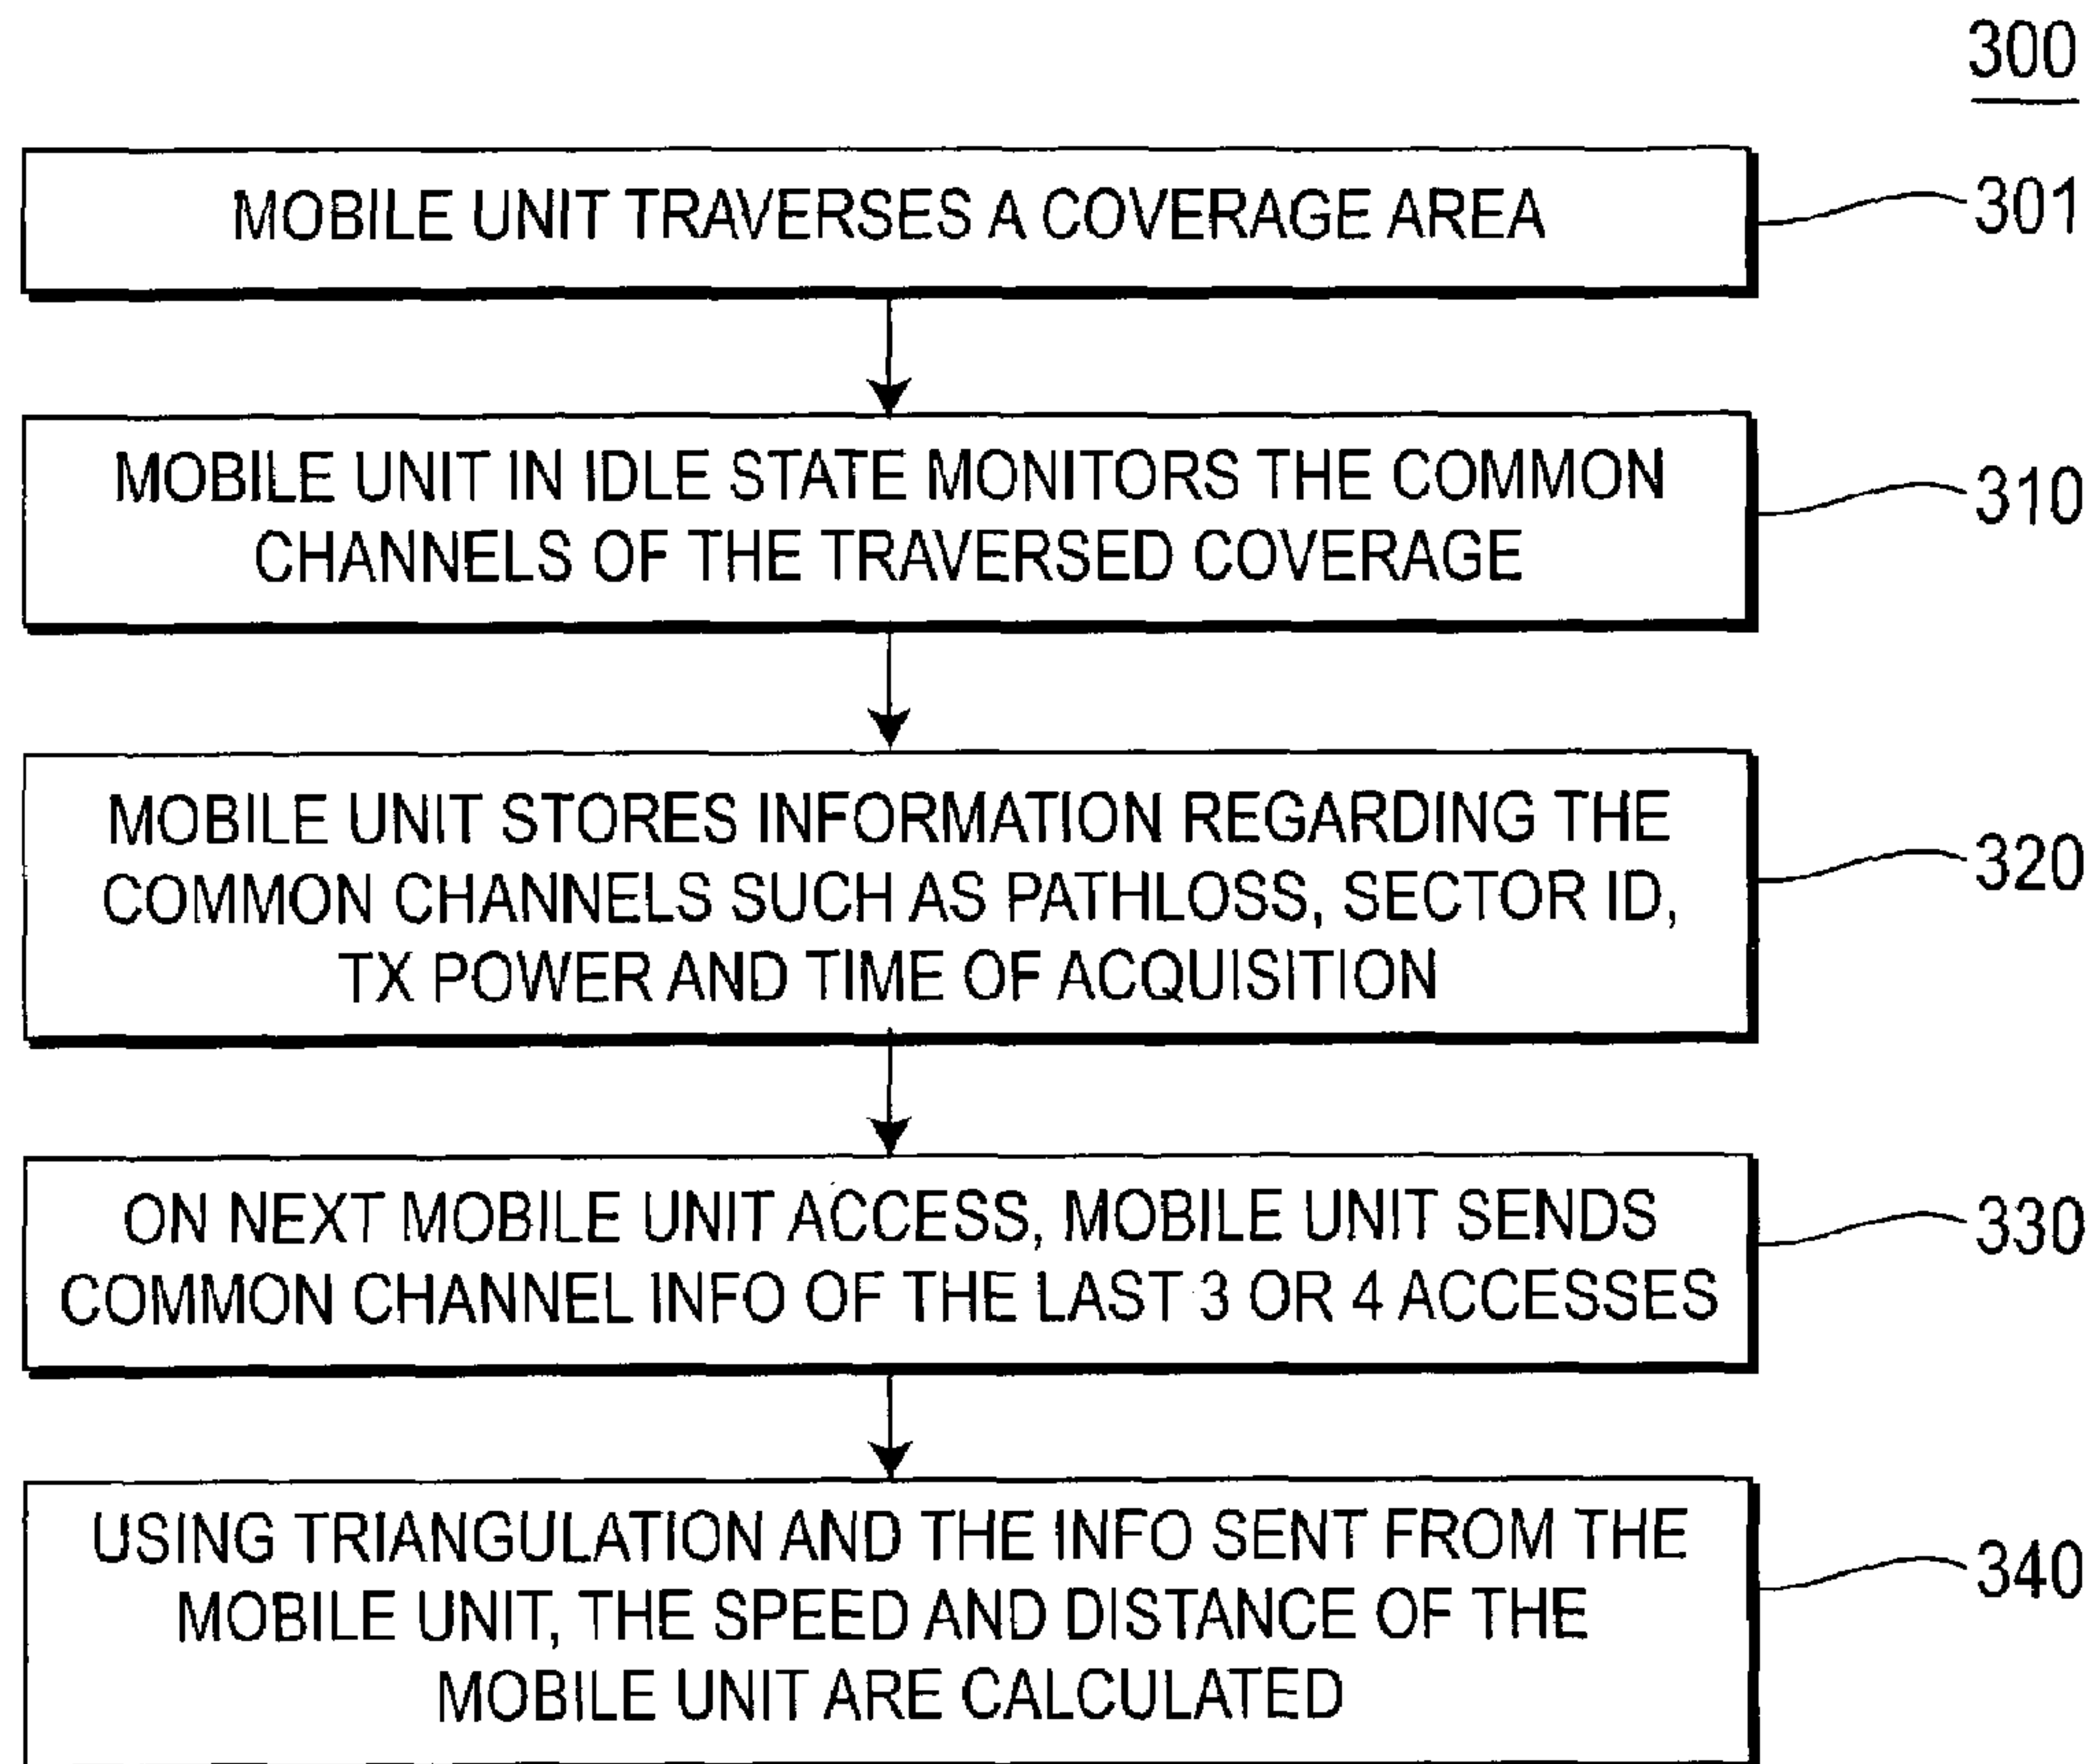 300
MOBILE UNIT TRAVERSES A COVERAGE AREA
301
MOBILE UNIT IN IDLE STATE MONITORS THE COMMON
CHANNELS OF THE TRAVERSED COVERAGE
310
MOBILE UNIT STORES INFORMATION REGARDING THE
COMMON CHANNELS SUCH AS PATHLOSS, SECTOR ID,
TX POWER AND TIME OF ACQUISITION
320
ON NEXT MOBILE UNIT ACCESS, MOBILE UNIT SENDS
COMMON CHANNEL INFO OF THE LAST 3 OR 4 ACCESSES
330
USING TRIANGULATION AND THE INFO SENT FROM THE
MOBILE UNIT, THE SPEED AND DISTANCE OF THE
MOBILE UNIT ARE CALCULATED
340